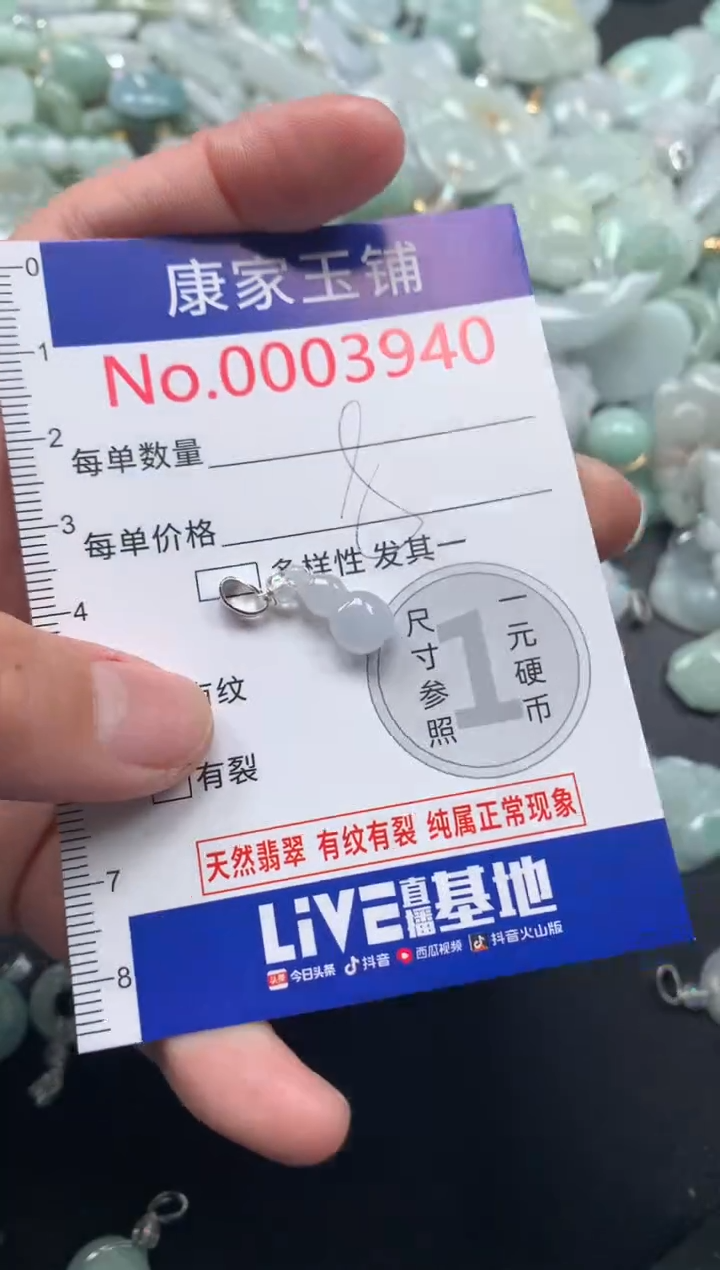 康家玉铺
No.0003940
每单数量
每单价格
多样性 发其一
有纹
有裂
尺寸参照
1
一元硬币
天然翡翠 有纹有裂 纯属正常现象
LiVE直播基地
头条 今日头条 抖音 西瓜视频 抖音火山版
0
1
2
3
4
7
8